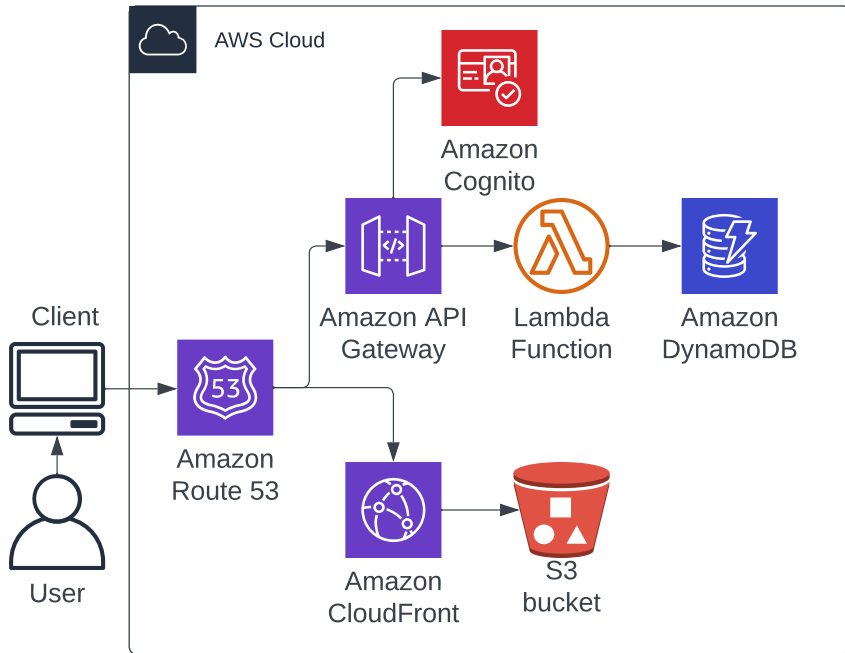 AWS Cloud
Amazon
Cognito
Client
</>
Amazon API
Gateway
Lambda
Function
Amazon
DynamoDB
53
Amazon
Route 53
User
Amazon
CloudFront
S3
bucket